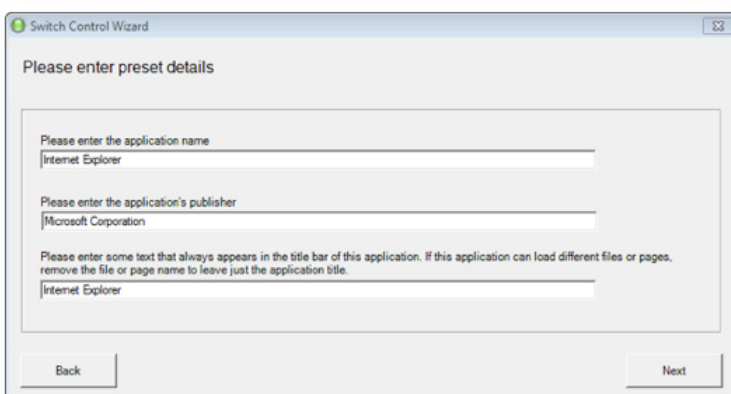 Switch Control Wizard
Please enter preset details
Please enter the application name
Internet Explorer
Please enter the application's publisher
Microsoft Corporation
Please enter some text that always appears in the title bar of this application. If this application can load different files or pages,
remove the file or page name to leave just the application title.
Internet Explorer
Back
Next